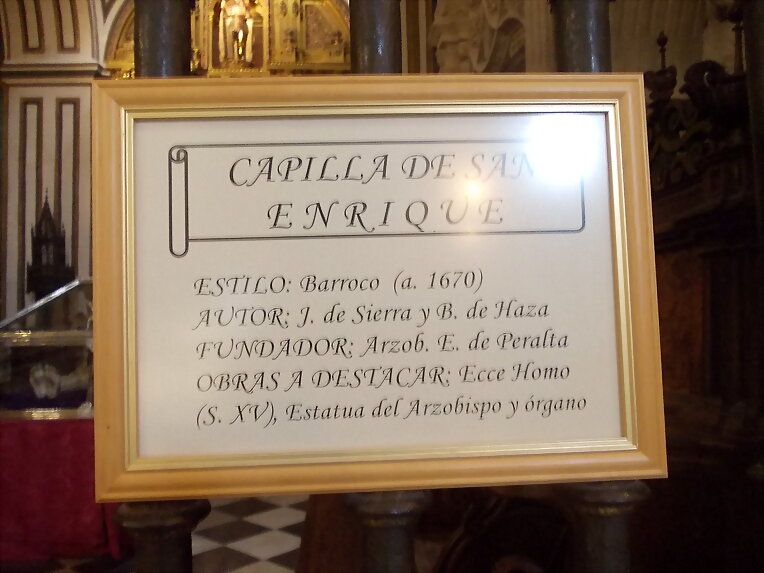 CAPILLA DE SAN
ENRIQUE
ESTILO: Barroco (a. 1670)
AUTOR: J. de Sierra y B. de Haza
FUNDADOR: Arzob. E. de Peralta
OBRAS A DESTACAR: Ecce Homo
(S. XV), Estatua del Arzobispo y órgano